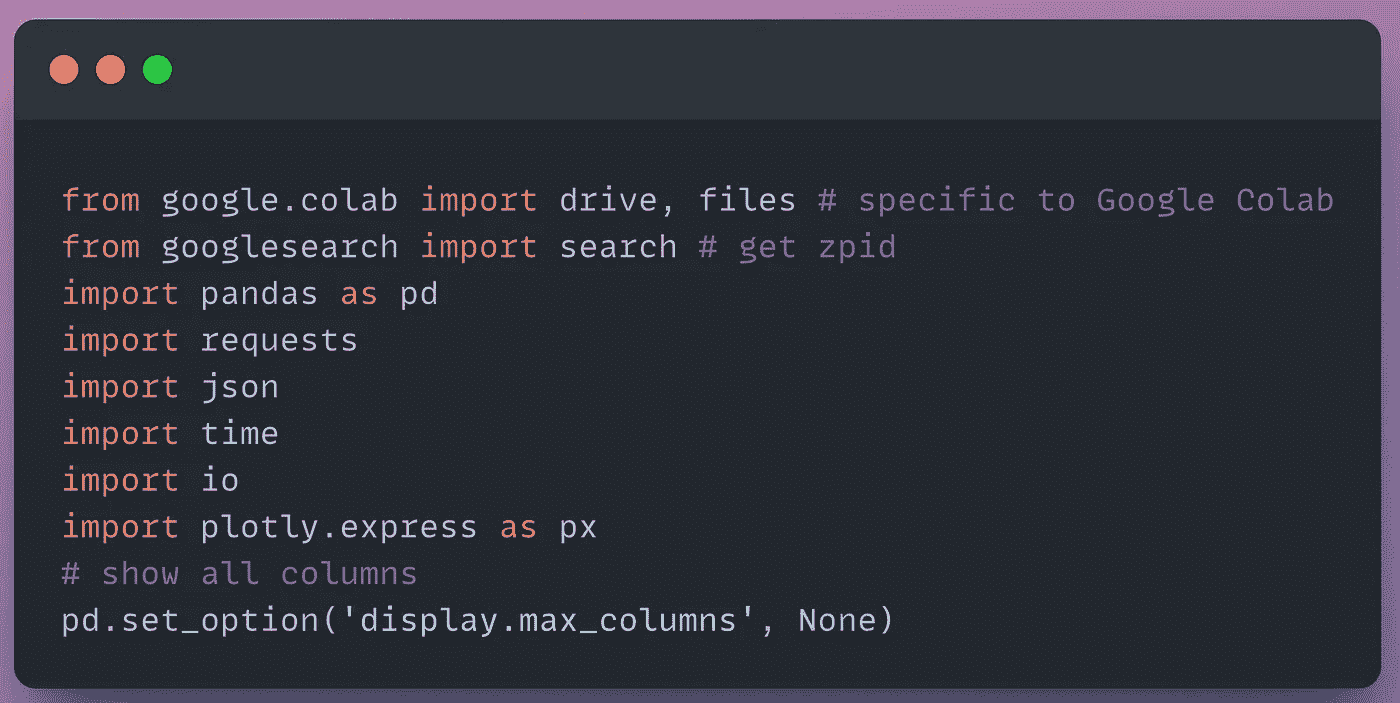 from google.colab import drive, files # specific to Google Colab
from googlesearch import search # get zpid
import pandas as pd
import requests
import json
import time
import io
import plotly.express as px
# show all columns
pd.set_option('display.max_columns', None)